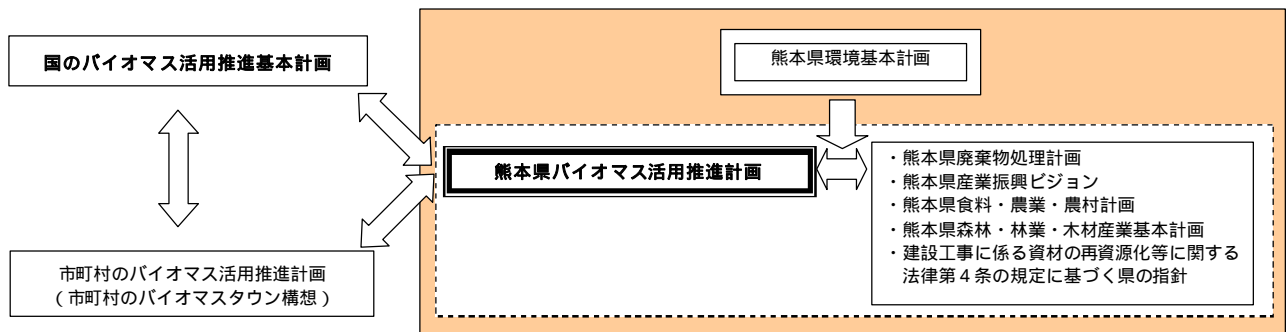 国のバイオマス活用推進基本計画
熊本県環境基本計画
熊本県バイオマス活用推進計画
・熊本県廃棄物処理計画
・熊本県産業振興ビジョン
・熊本県食料・農業・農村計画
・熊本県森林・林業・木材産業基本計画
・建設工事に係る資材の再資源化等に関する
法律第４条の規定に基づく県の指針
市町村のバイオマス活用推進計画
（市町村のバイオマスタウン構想）